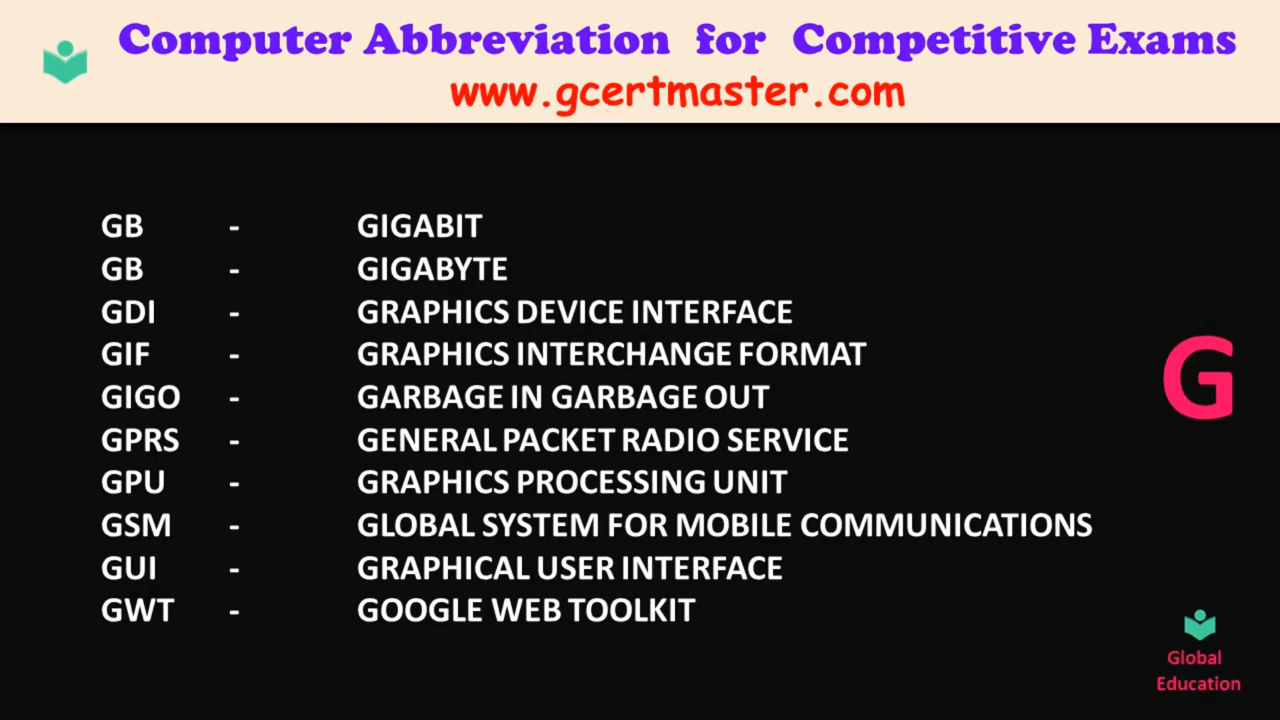 Computer Abbreviation for Competitive Exams
www.gcertmaster.com
GB - GIGABIT
GB - GIGABYTE
GDI - GRAPHICS DEVICE INTERFACE
GIF - GRAPHICS INTERCHANGE FORMAT
GIGO - GARBAGE IN GARBAGE OUT
GPRS - GENERAL PACKET RADIO SERVICE
GPU - GRAPHICS PROCESSING UNIT
GSM - GLOBAL SYSTEM FOR MOBILE COMMUNICATIONS
GUI - GRAPHICAL USER INTERFACE
GWT - GOOGLE WEB TOOLKIT
G
Global
Education